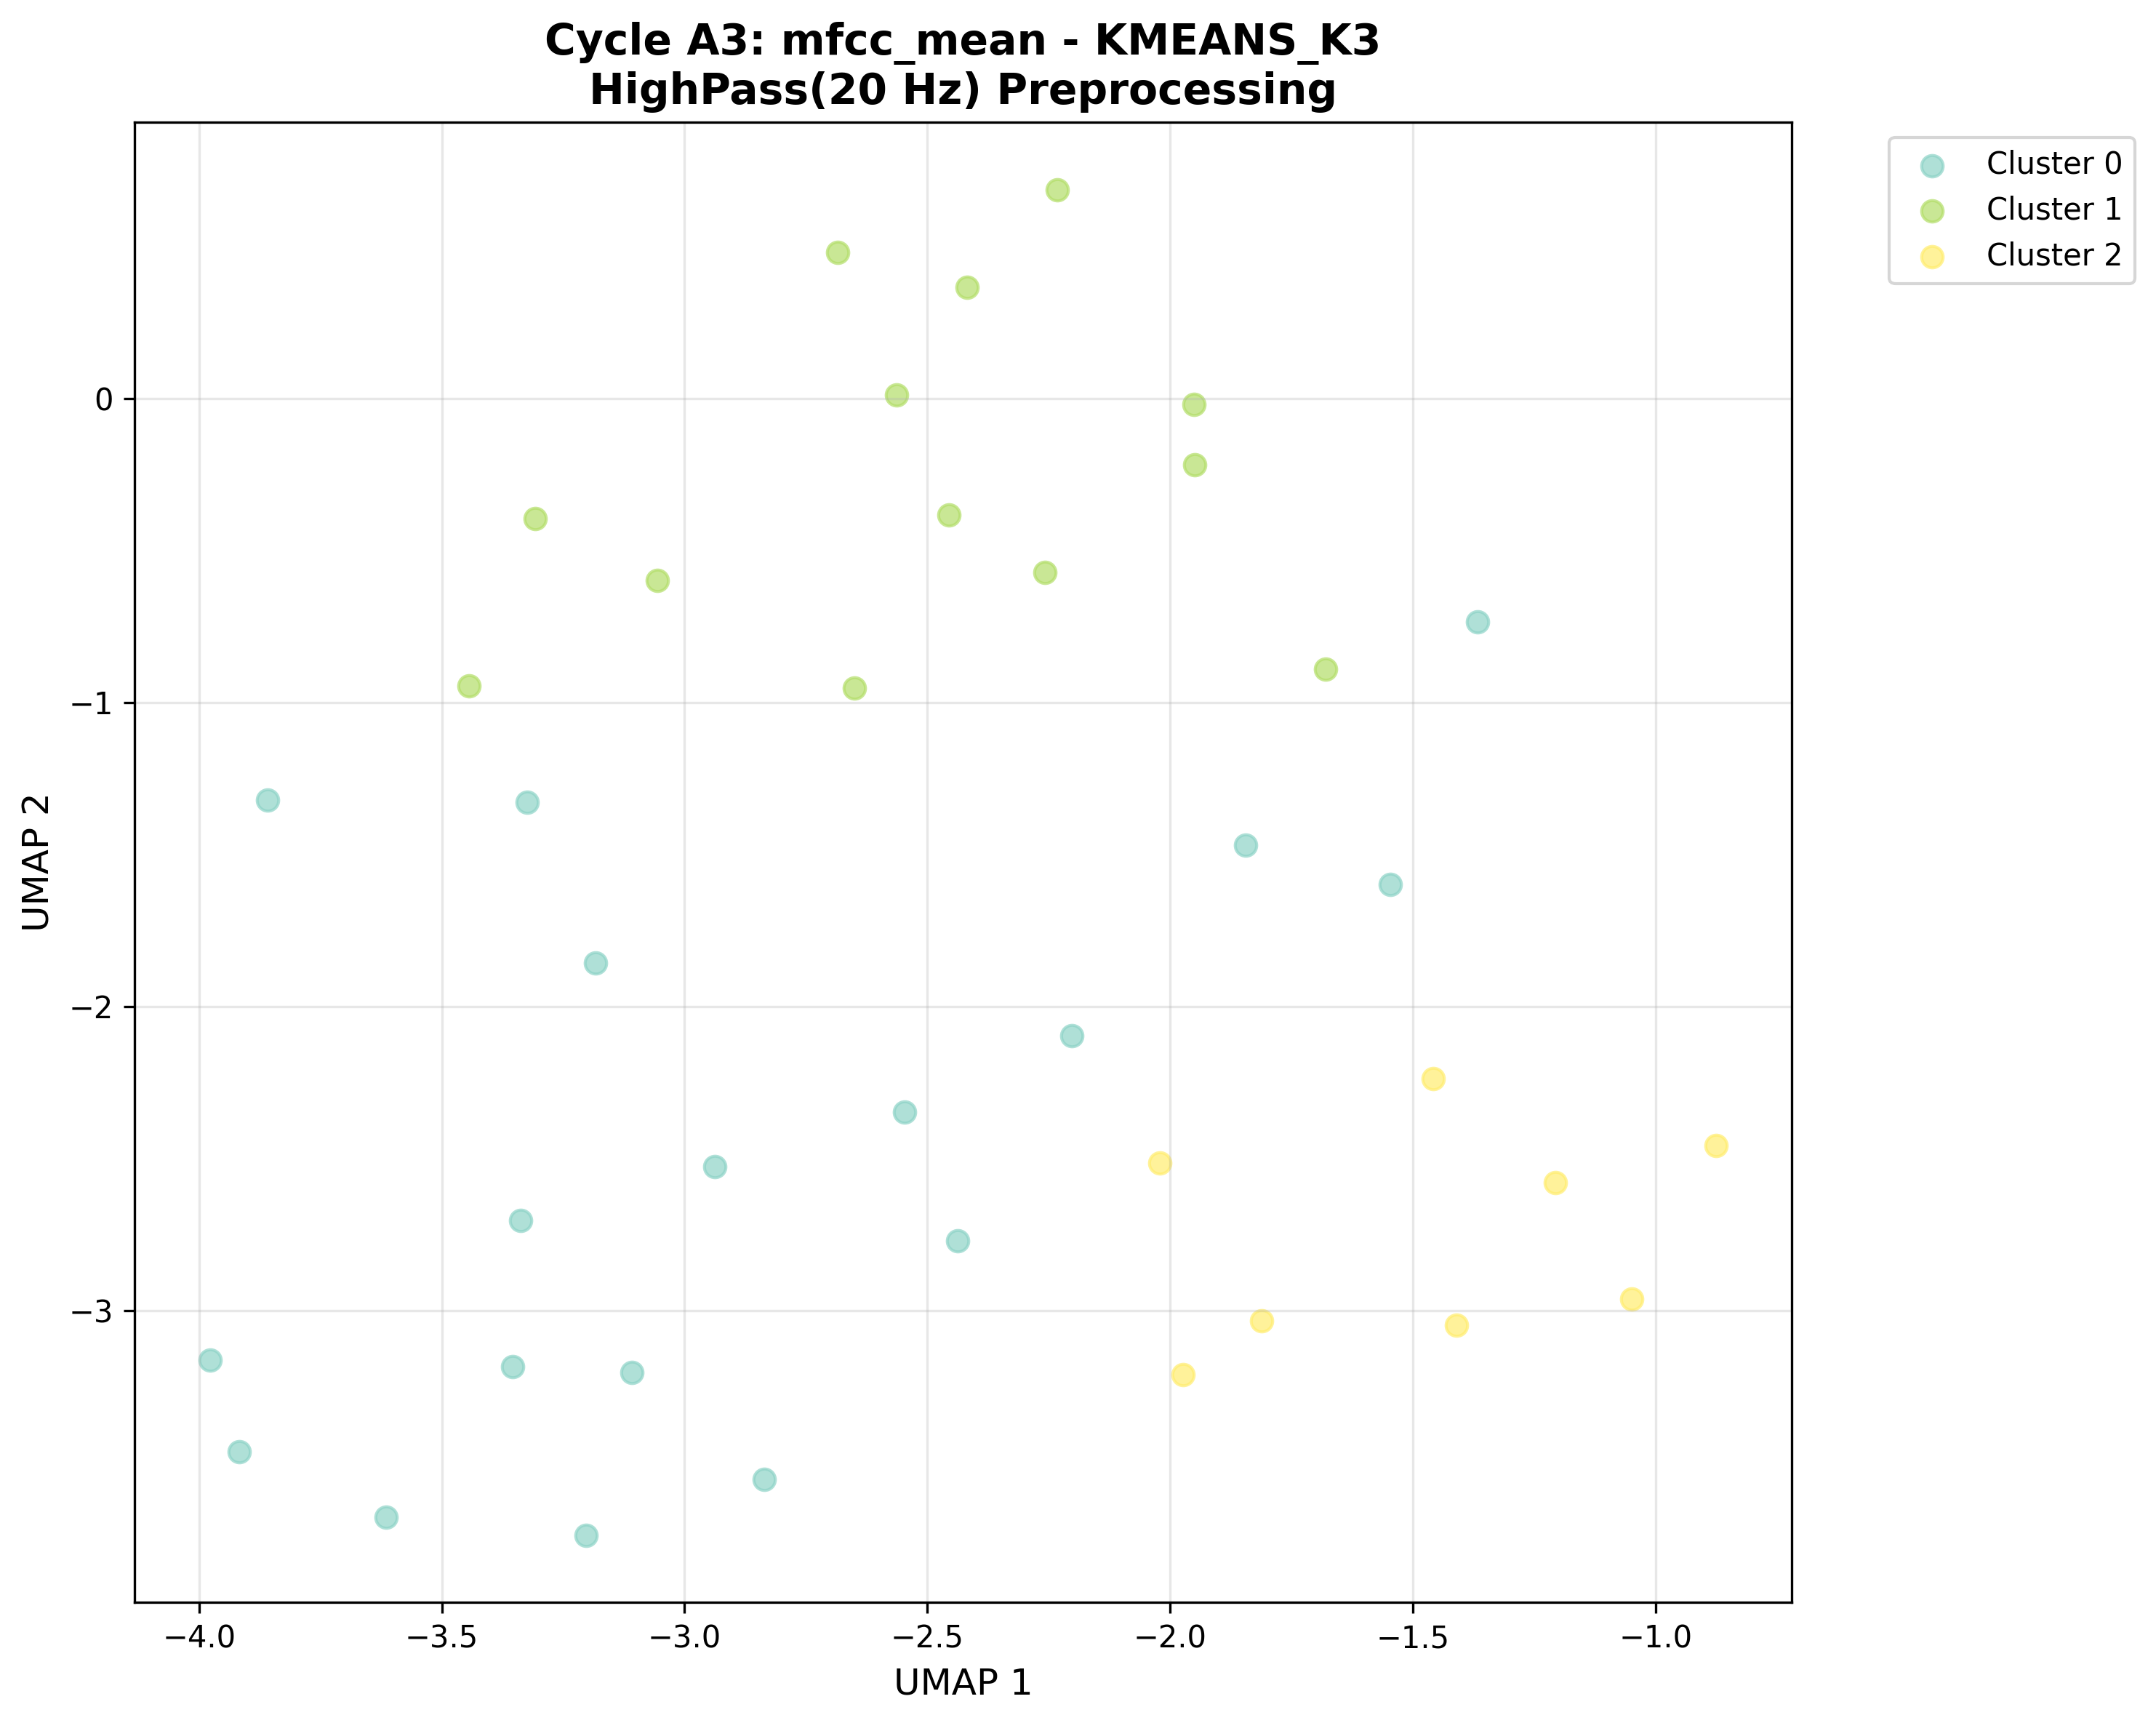 Cycle A3: mfcc_mean - KMEANS_K3
HighPass(20 Hz) Preprocessing
Cluster 0
Cluster 1
Cluster 2
0
−1
−2
−3
UMAP 2
−4.0 −3.5 −3.0 −2.5 −2.0 −1.5 −1.0
UMAP 1